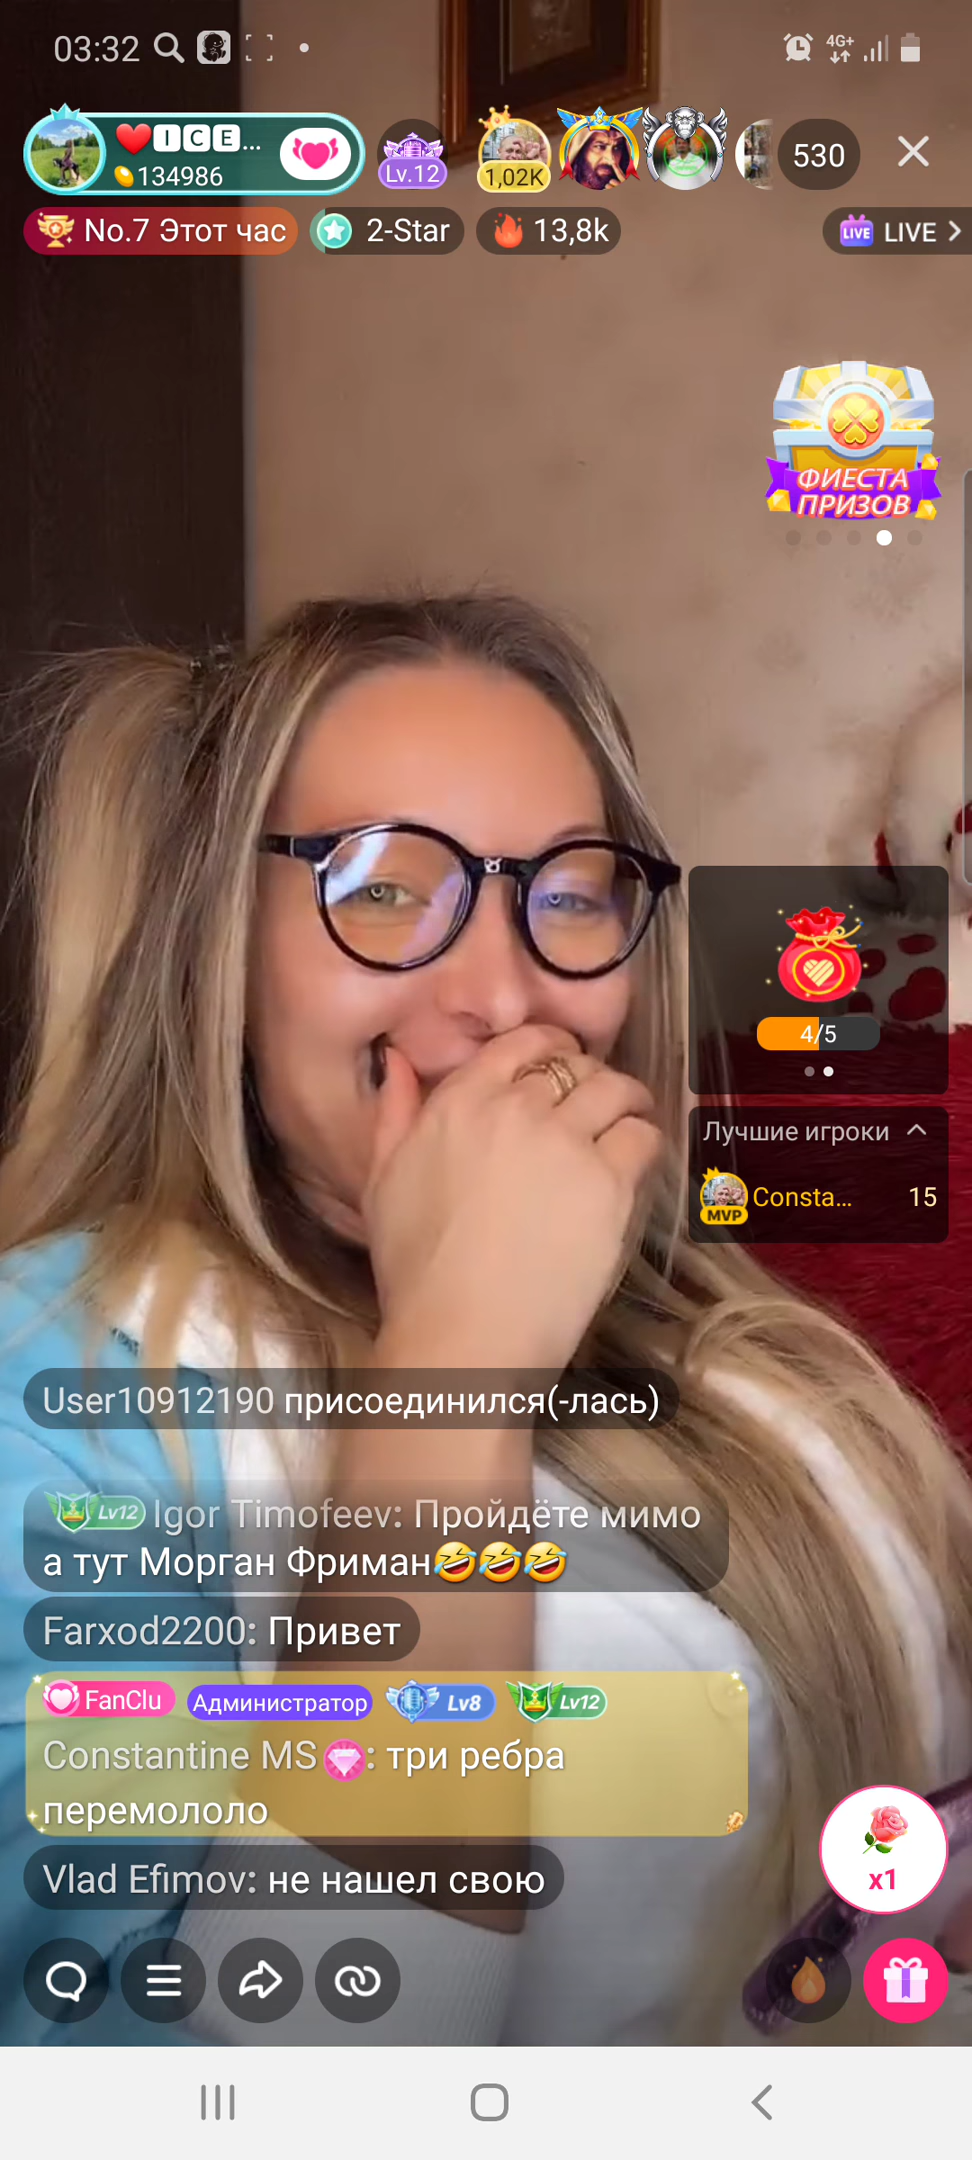 03:32
4G+
❤️ICE...
134986
Lv.12
1,02K
530
No.7 Этот час
2-Star
13,8k
LIVE
LIVE
ФИЕСТА
ПРИЗОВ
4/5
Лучшие игроки
MVP
Consta...
15
User10912190 присоединился(-лась)
Lv12 Igor Timofeev: Пройдёте мимо
а тут Морган Фриман🤣🤣🤣
Farxod2200: Привет
FanClu Администратор Lv8 Lv12
Constantine MS💎: три ребра
перемололо
Vlad Efimov: не нашел свою
x1